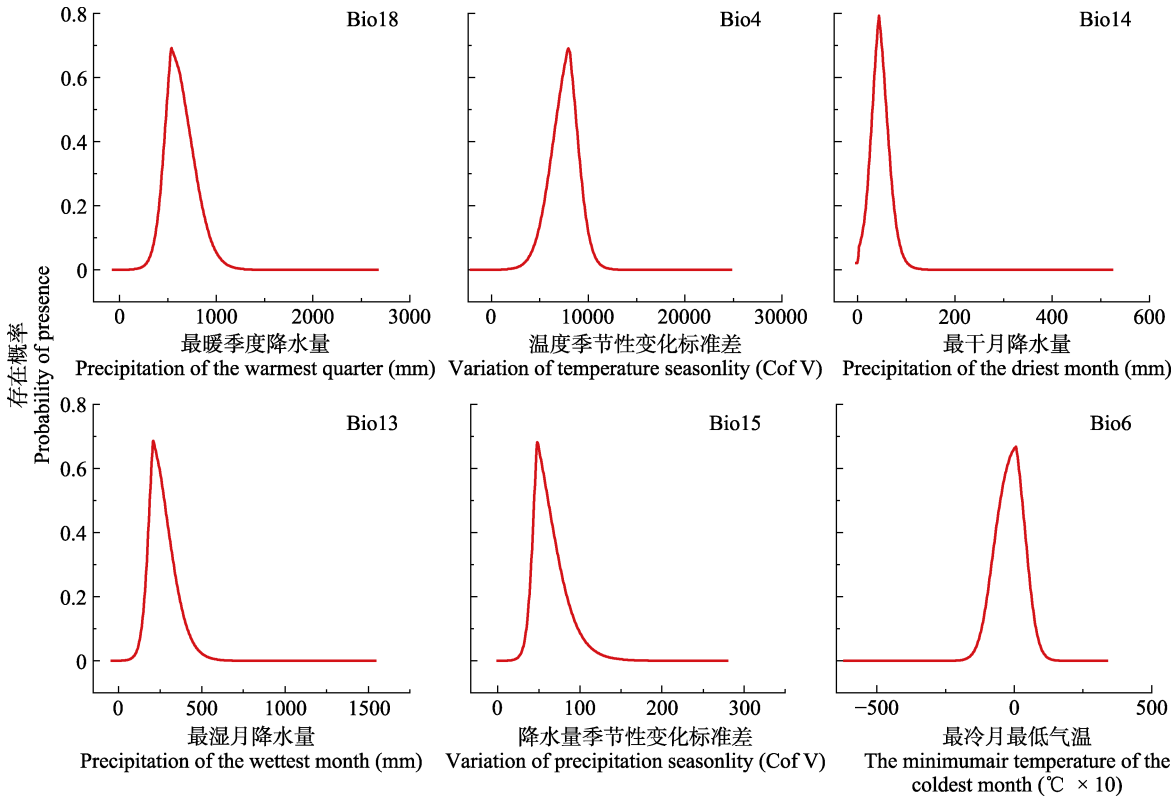 存在概率
Probability of presence
Bio18
0.8
0.6
0.4
0.2
0
0 1000 2000 3000
最暖季度降水量
Precipitation of the warmest quarter (mm)
Bio4
0 10000 20000 30000
温度季节性变化标准差
Variation of temperature seasonlity (Cof V)
Bio14
0 200 400 600
最干月降水量
Precipitation of the driest month (mm)
Bio13
0.8
0.6
0.4
0.2
0
0 500 1000 1500
最湿月降水量
Precipitation of the wettest month (mm)
Bio15
0 100 200 300
降水量季节性变化标准差
Variation of precipitation seasonlity (Cof V)
Bio6
−500 0 500
最冷月最低气温
The minimumair temperature of the
coldest month (℃ × 10)